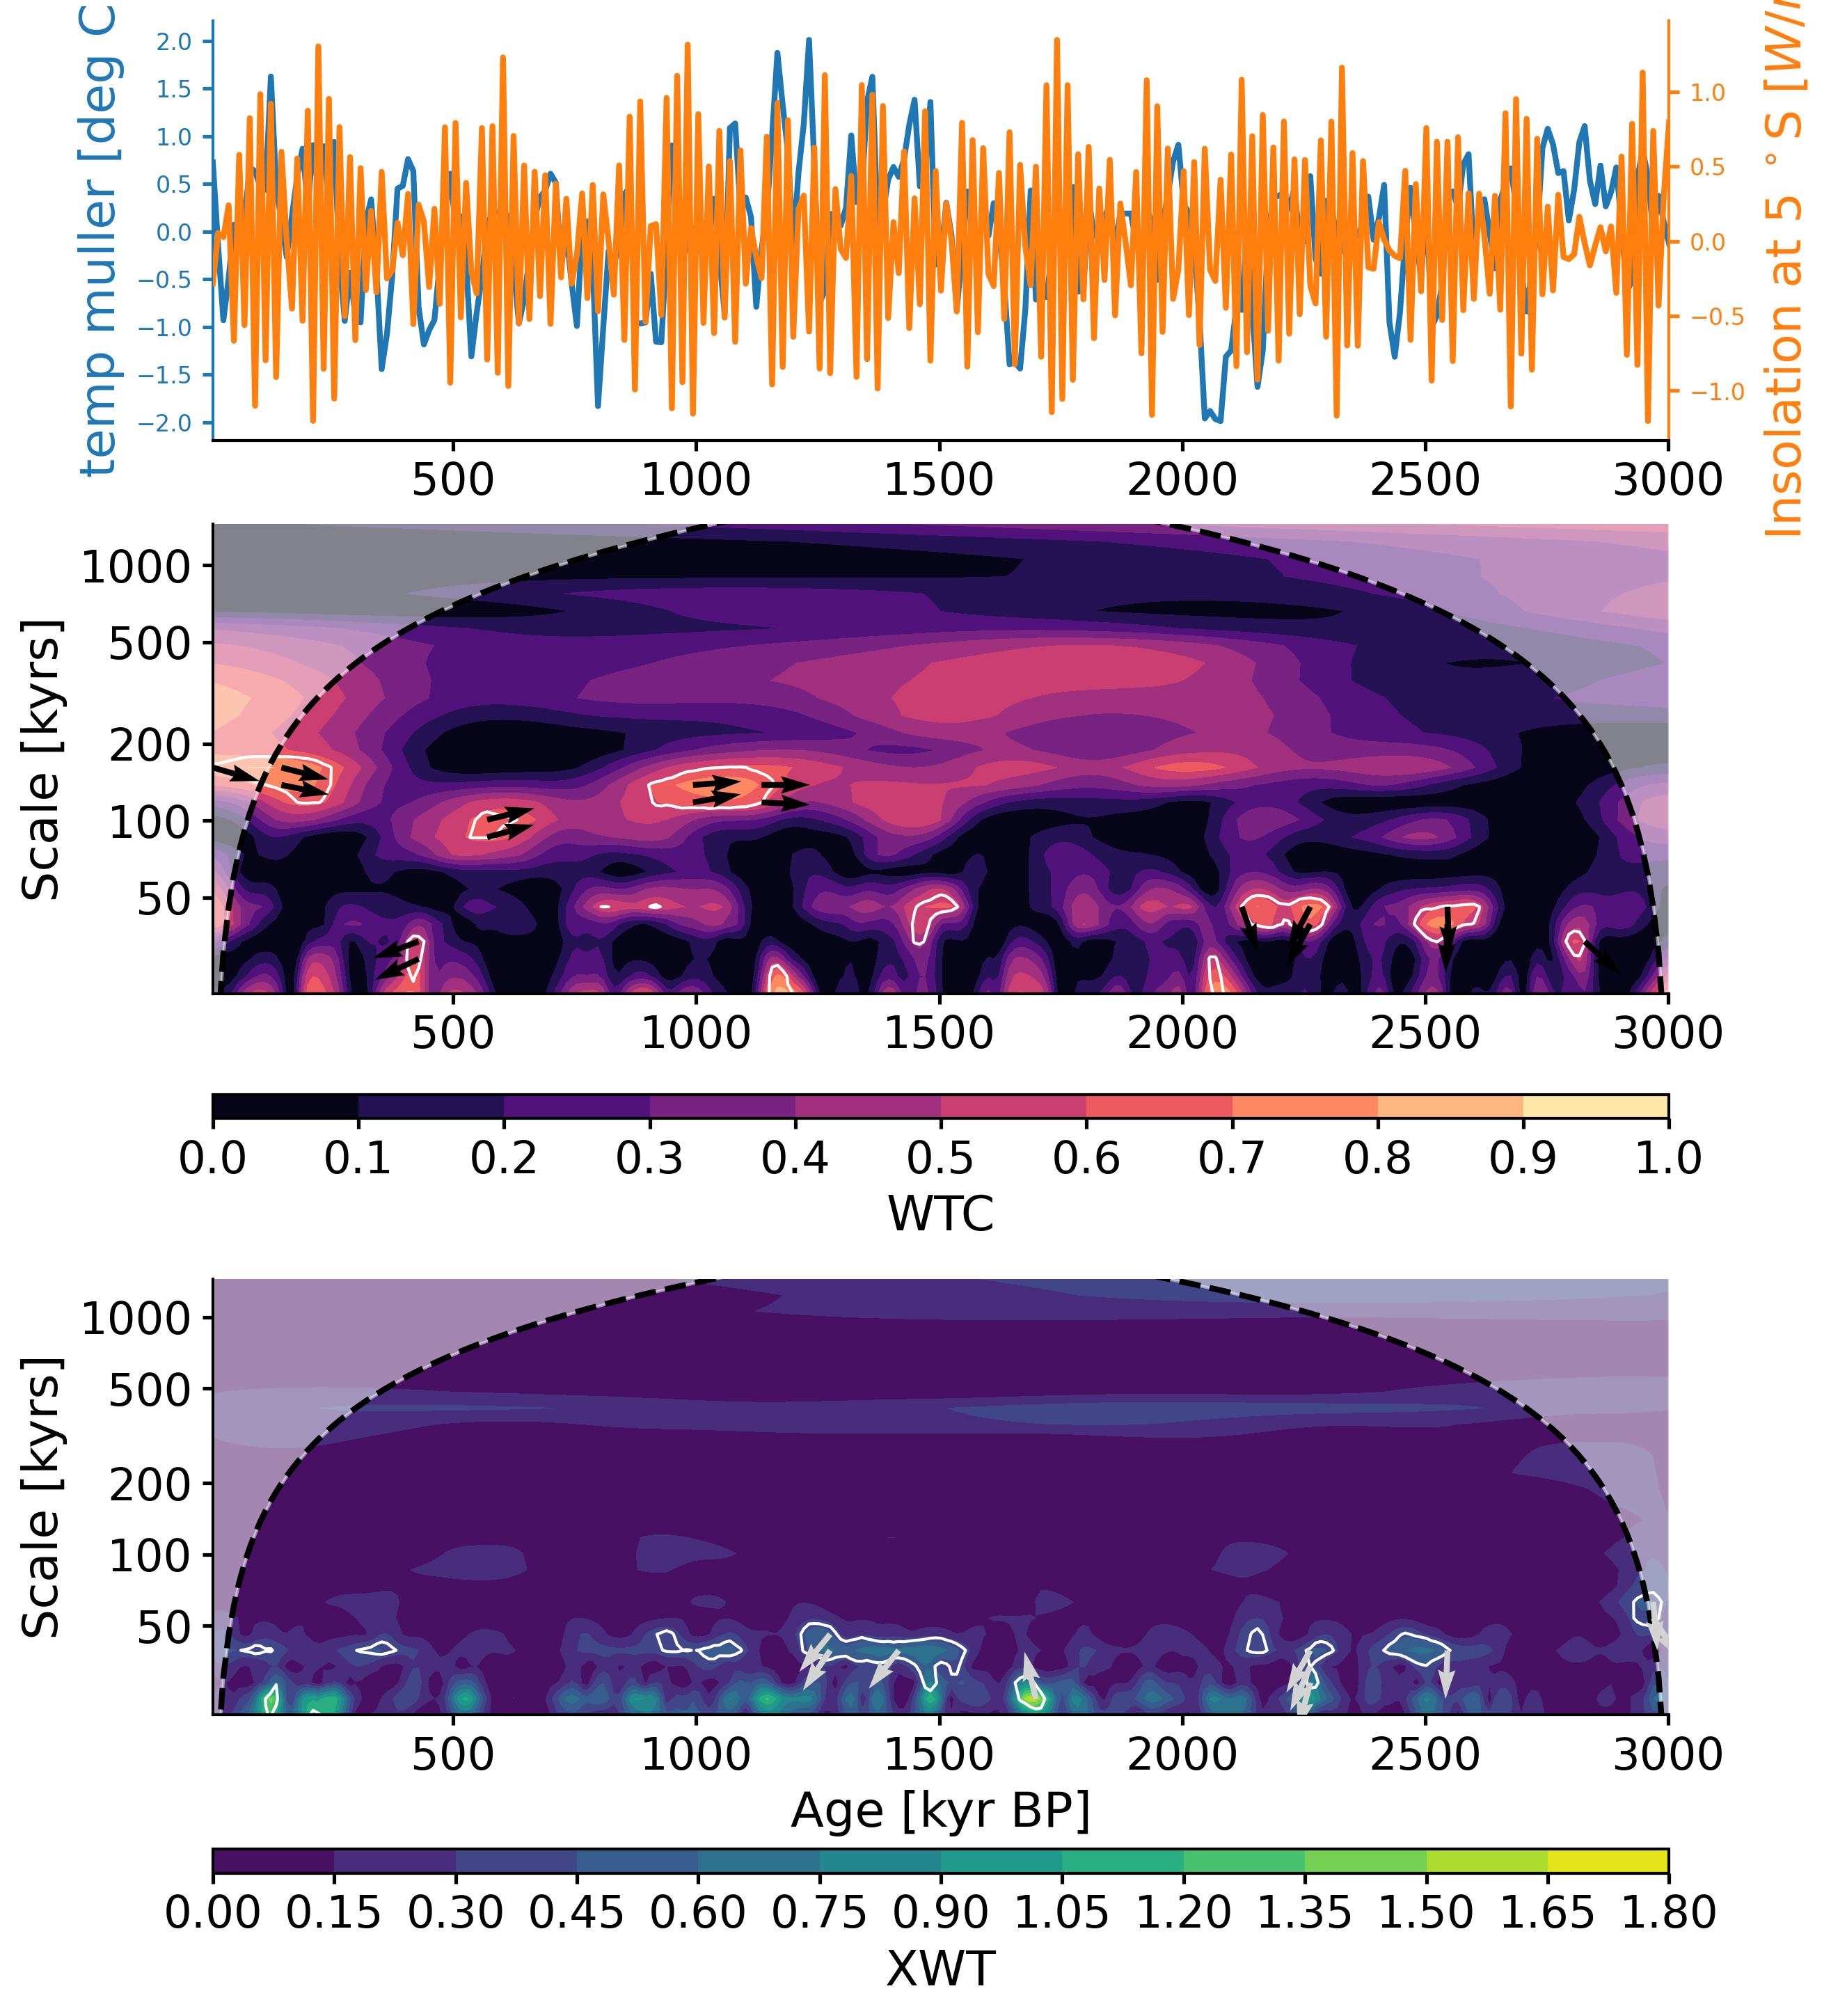 temp muller [deg C
2.0
1.5
1.0
0.5
0.0
−0.5
−1.0
−1.5
−2.0
1.0
0.5
0.0
−0.5
−1.0
Insolation at 5 °S [W/
500 1000 1500 2000 2500 3000
Scale [kyrs]
1000
500
200
100
50
500 1000 1500 2000 2500 3000
0.0 0.1 0.2 0.3 0.4 0.5 0.6 0.7 0.8 0.9 1.0
WTC
Scale [kyrs]
1000
500
200
100
50
500 1000 1500 2000 2500 3000
Age [kyr BP]
0.00 0.15 0.30 0.45 0.60 0.75 0.90 1.05 1.20 1.35 1.50 1.65 1.80
XWT